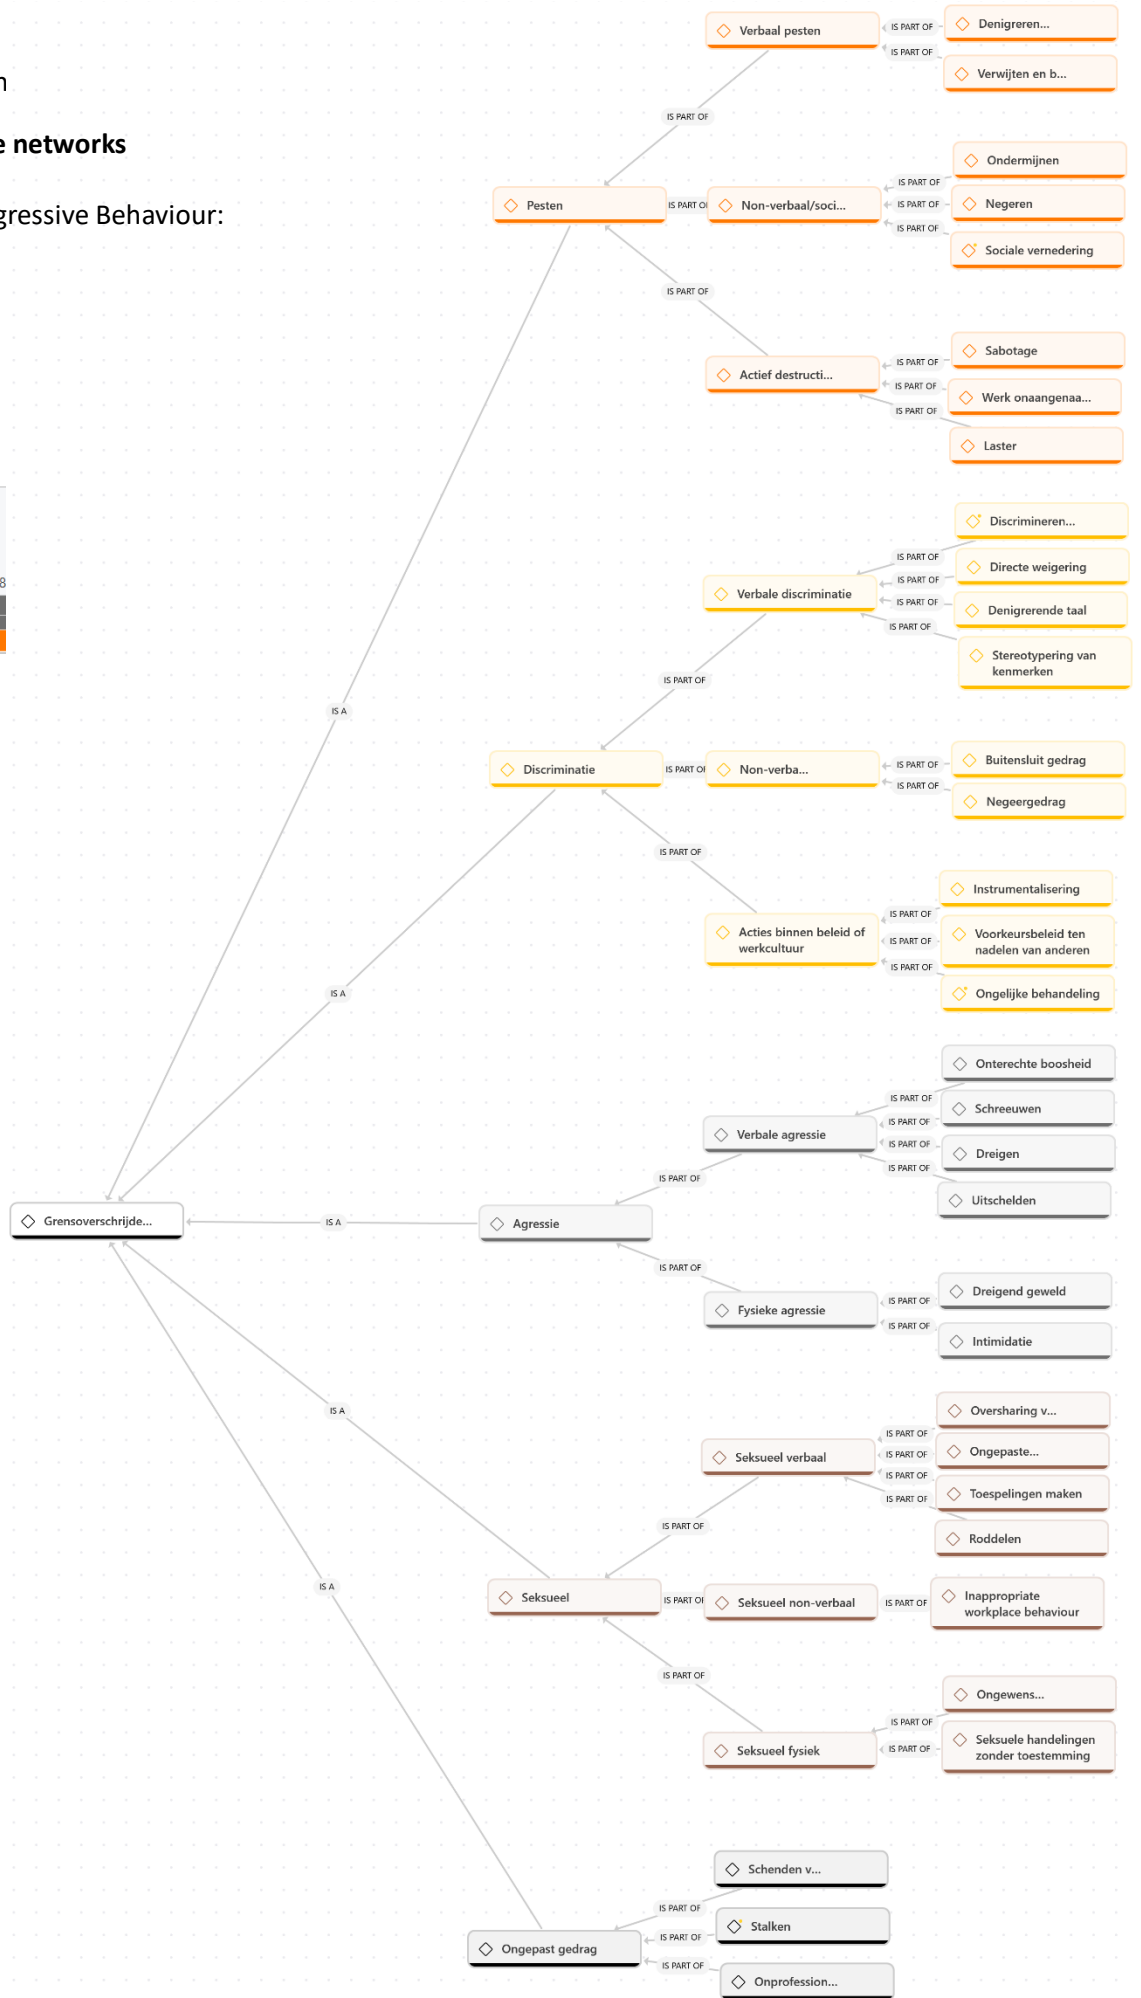 n
e networks
gressive Behaviour:
8
Verbaal pesten
IS PART OF
Denigreren...
IS PART OF
Verwijten en b...
IS PART OF
Pesten
IS PART OF
Non-verbaal/soci...
IS PART OF
Ondermijnen
IS PART OF
Negeren
IS PART OF
Sociale vernedering
IS PART OF
Actief destructi...
IS PART OF
Sabotage
IS PART OF
Werk onaangenaa...
IS PART OF
Laster
IS A
Verbale discriminatie
IS PART OF
Discrimineren...
IS PART OF
Directe weigering
IS PART OF
Denigrerende taal
IS PART OF
Stereotypering van
kenmerken
IS PART OF
Discriminatie
IS PART OF
Non-verba...
IS PART OF
Buitensluit gedrag
IS PART OF
Negeergedrag
IS PART OF
Acties binnen beleid of
werkcultuur
IS PART OF
Instrumentalisering
IS PART OF
Voorkeursbeleid ten
nadelen van anderen
IS PART OF
Ongelijke behandeling
IS A
Verbale agressie
IS PART OF
Onterechte boosheid
IS PART OF
Schreeuwen
IS PART OF
Dreigen
IS PART OF
Uitschelden
IS PART OF
Grensoverschrijde...
IS A
Agressie
IS PART OF
Fysieke agressie
IS PART OF
Dreigend geweld
IS PART OF
Intimidatie
IS A
Seksueel verbaal
IS PART OF
Oversharing v...
IS PART OF
Ongepaste...
IS PART OF
Toespelingen maken
IS PART OF
Roddelen
IS PART OF
Seksueel
IS PART OF
Seksueel non-verbaal
IS PART OF
Inappropriate
workplace behaviour
IS PART OF
Seksueel fysiek
IS PART OF
Ongewens...
IS PART OF
Seksuele handelingen
zonder toestemming
IS A
Ongepast gedrag
IS PART OF
Schenden v...
IS PART OF
Stalken
IS PART OF
Onprofession...